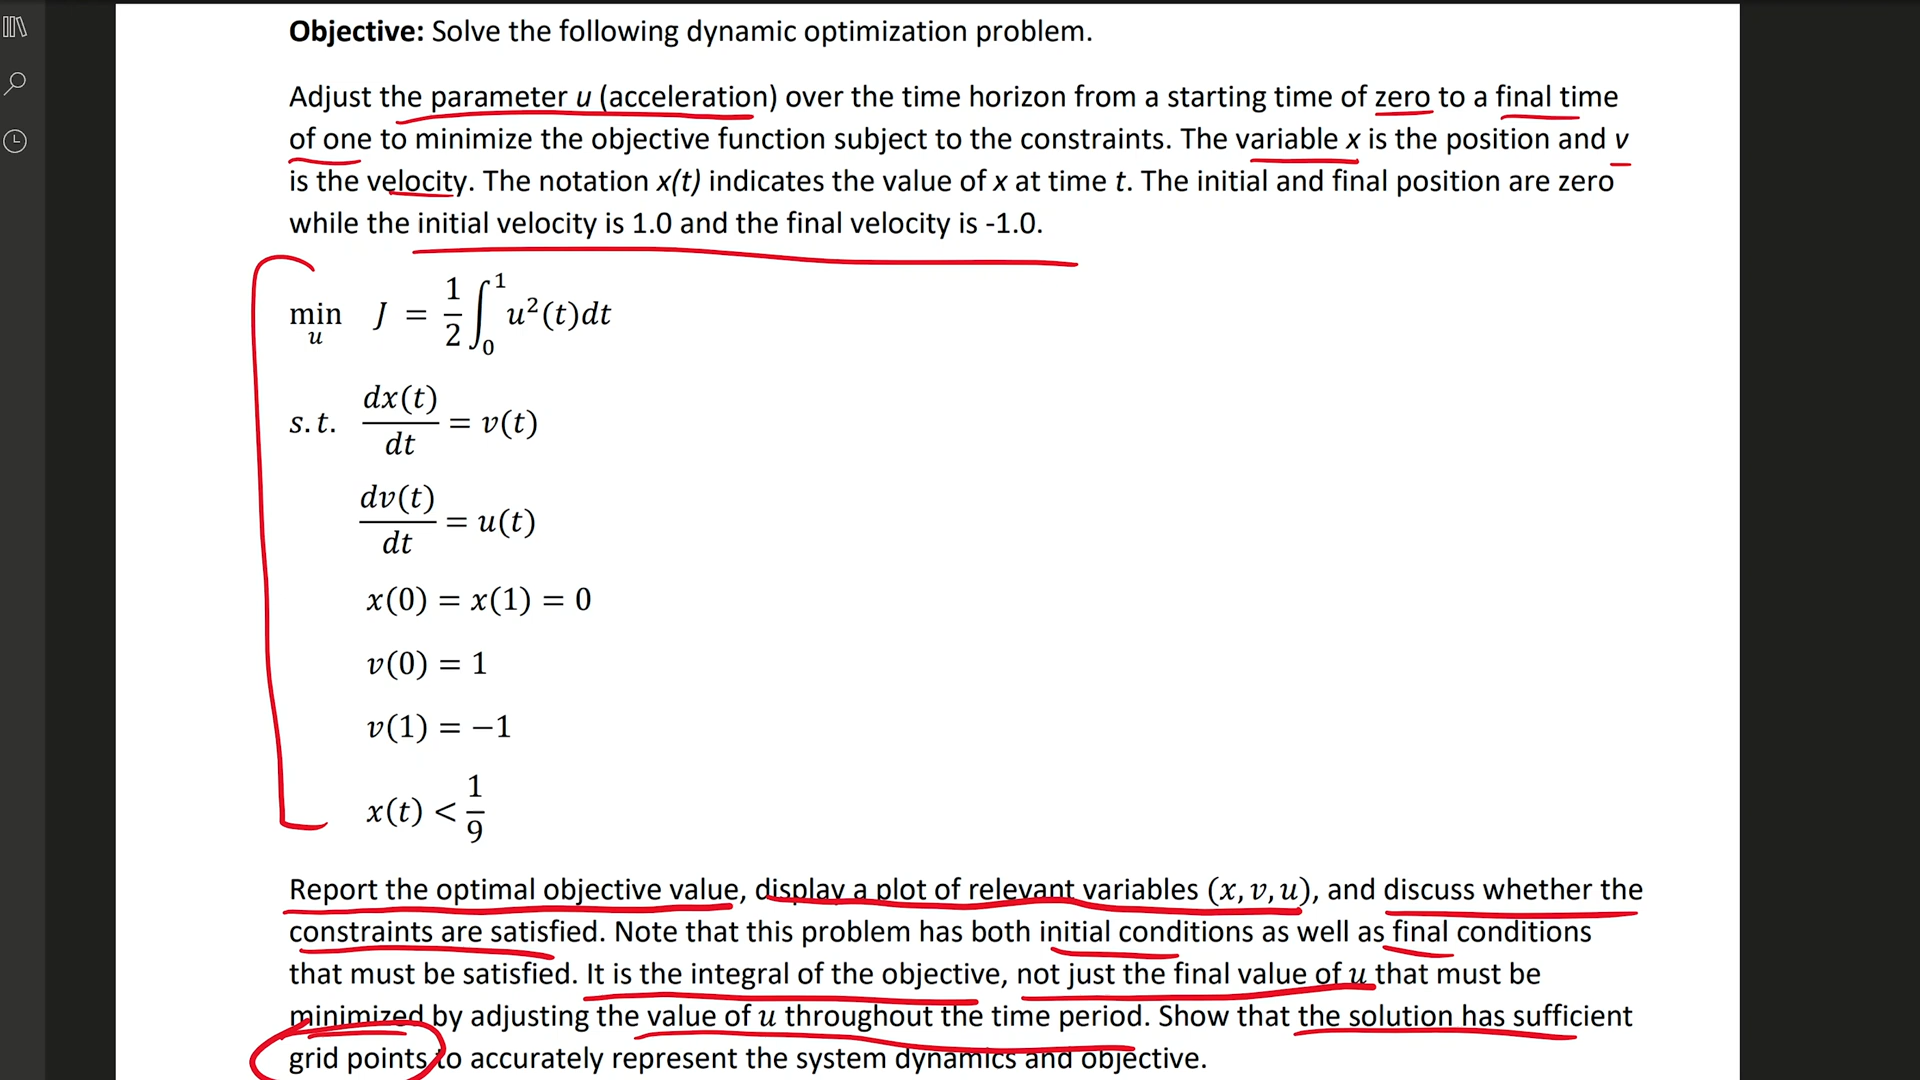 Objective: Solve the following dynamic optimization problem.
Adjust the parameter u (acceleration) over the time horizon from a starting time of zero to a final time
of one to minimize the objective function subject to the constraints. The variable x is the position and v
is the velocity. The notation x(t) indicates the value of x at time t. The initial and final position are zero
while the initial velocity is 1.0 and the final velocity is -1.0.
min_u J = 1/2 ∫_0^1 u²(t)dt
s.t. dx(t)/dt = v(t)
dv(t)/dt = u(t)
x(0) = x(1) = 0
v(0) = 1
v(1) = −1
x(t) < 1/9
Report the optimal objective value, display a plot of relevant variables (x, v, u), and discuss whether the
constraints are satisfied. Note that this problem has both initial conditions as well as final conditions
that must be satisfied. It is the integral of the objective, not just the final value of u that must be
minimized by adjusting the value of u throughout the time period. Show that the solution has sufficient
grid points to accurately represent the system dynamics and objective.